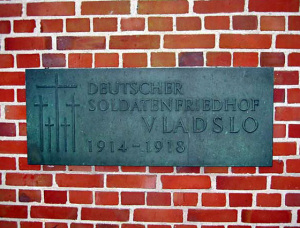 DEUTSCHER
SOLDATENFRIEDHOF
VLADSLO
1914-1918